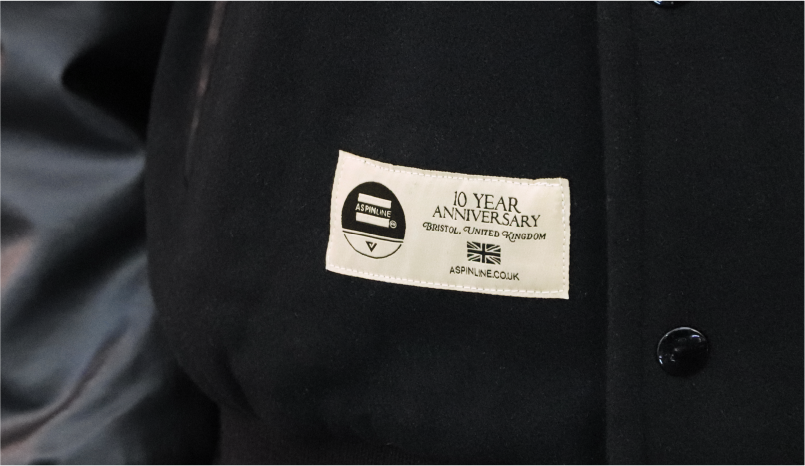 ASPINLINE
10 YEAR
ANNIVERSARY
BRISTOL, UNITED KINGDOM
ASPINLINE.CO.UK